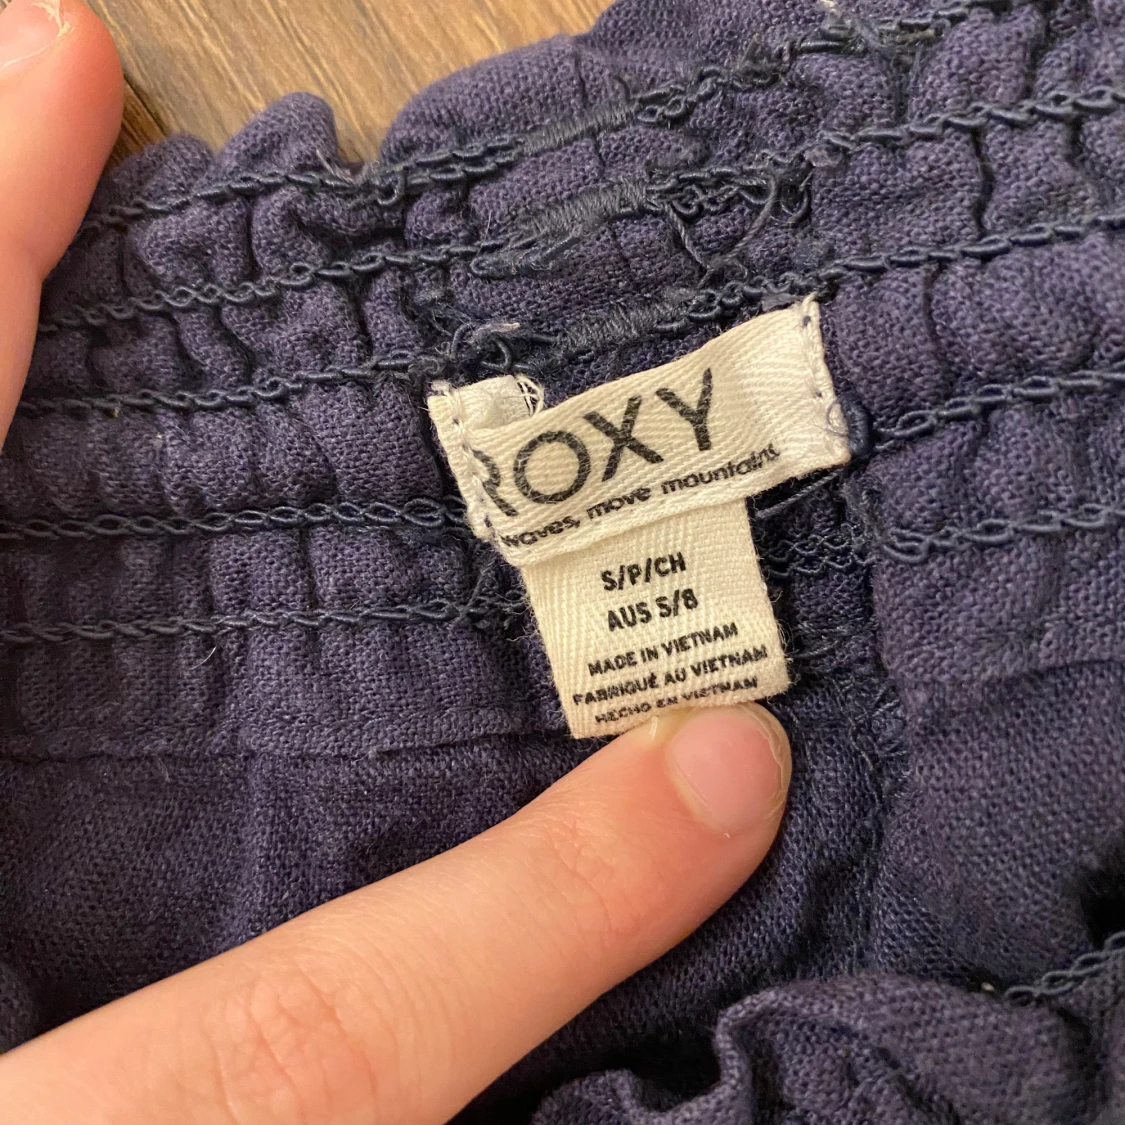 ROXY
waves, move mountains
S/P/CH
AUS S/8
MADE IN VIETNAM
FABRIQUÉ AU VIETNAM
HECHO EN VIETNAM